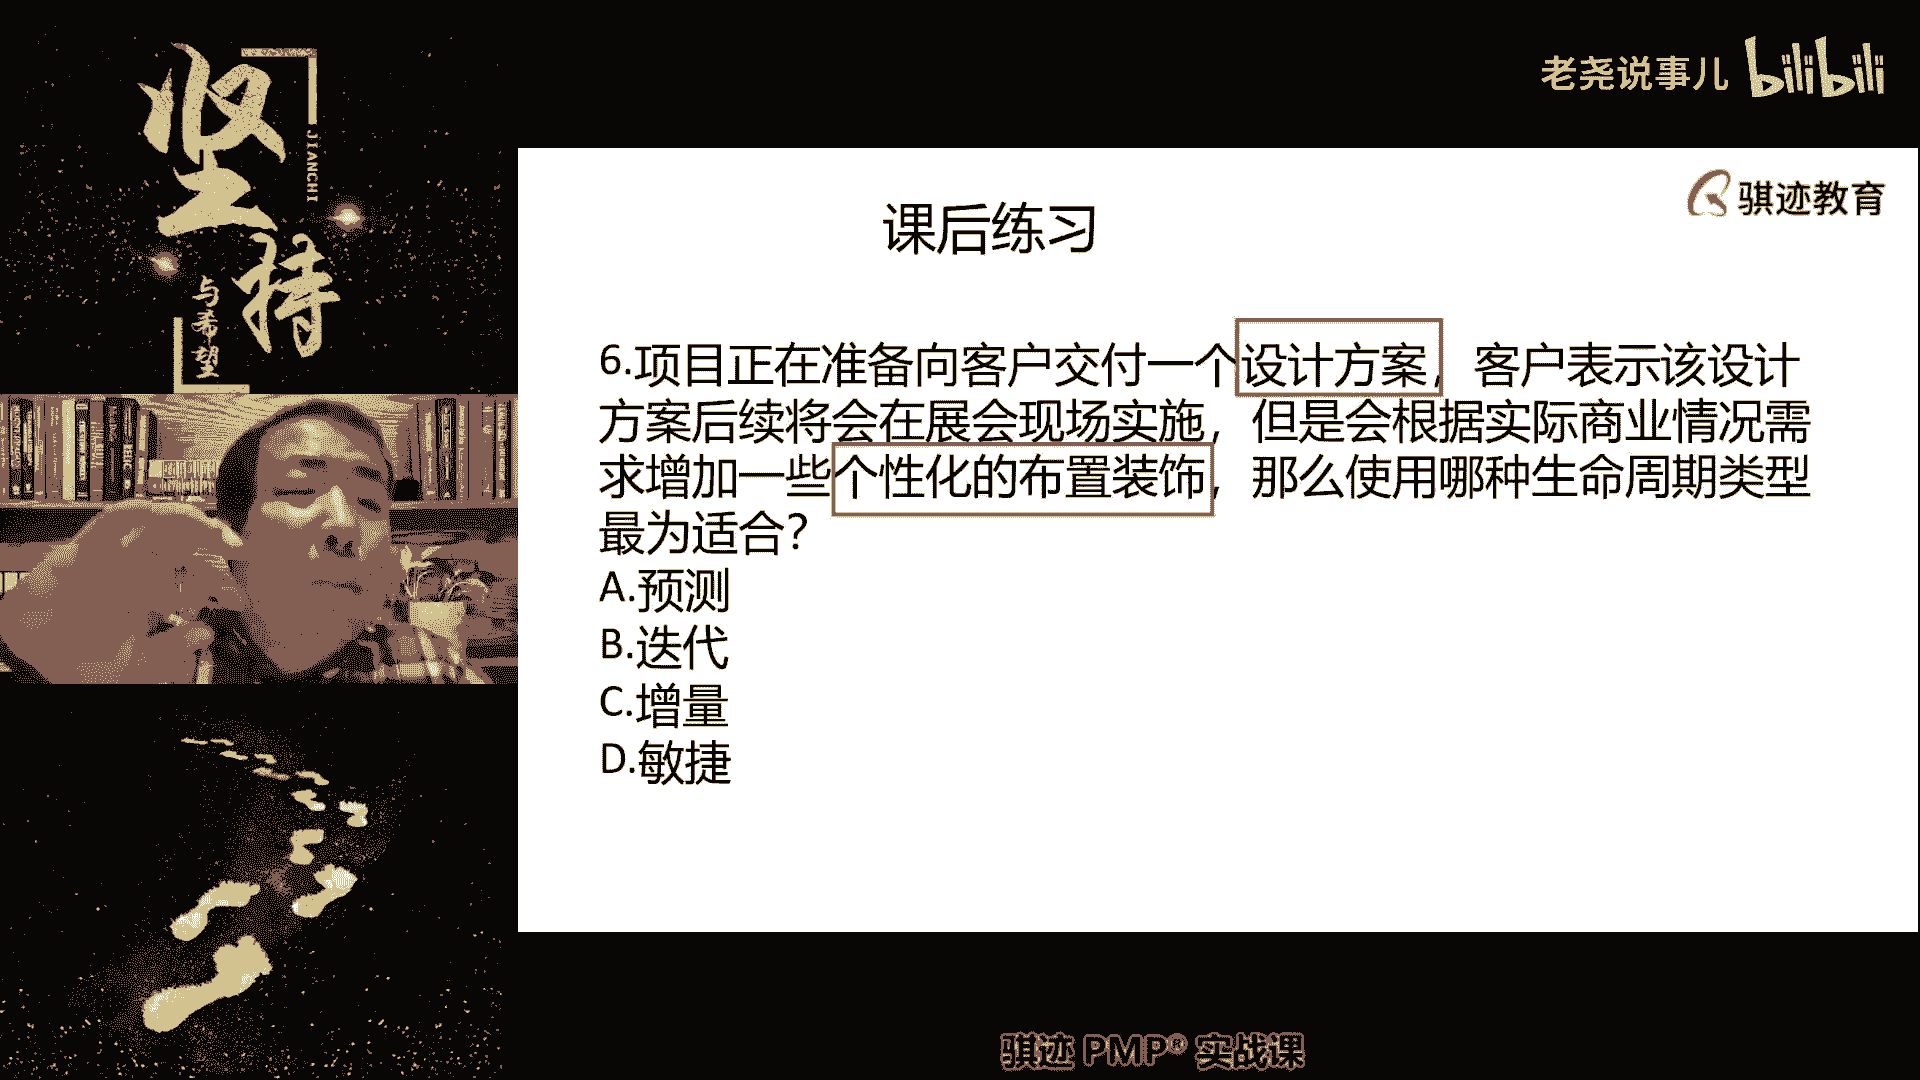 坚持
JIANCHI
与希望
老尧说事儿 bilibili
骐迹教育
课后练习
6.项目正在准备向客户交付一个设计方案，客户表示该设计
方案后续将会在展会现场实施，但是会根据实际商业情况需
求增加一些个性化的布置装饰，那么使用哪种生命周期类型
最为适合？
A.预测
B.迭代
C.增量
D.敏捷
骐迹 PMP® 实战课